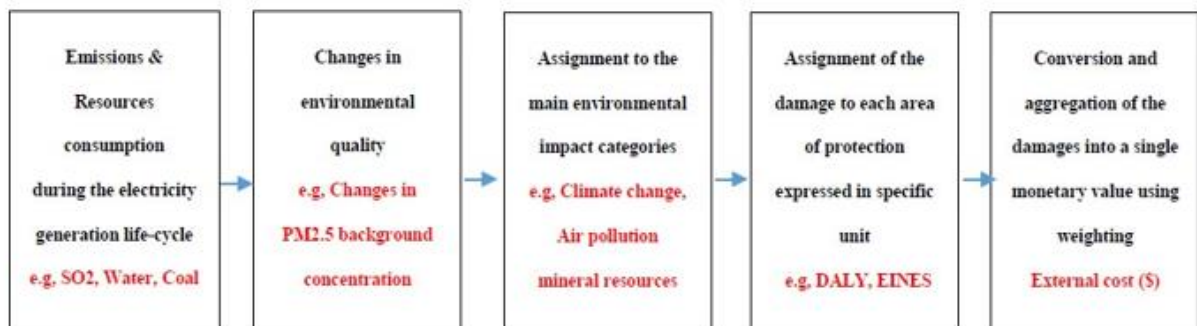 Emissions &
Resources
consumption
during the electricity
generation life-cycle
e.g, SO2, Water, Coal
Changes in
environmental
quality
e.g, Changes in
PM2.5 background
concentration
Assignment to the
main environmental
impact categories
e.g, Climate change,
Air pollution
mineral resources
Assignment of the
damage to each area
of protection
expressed in specific
unit
e.g, DALY, EINES
Conversion and
aggregation of the
damages into a single
monetary value using
weighting
External cost ($)